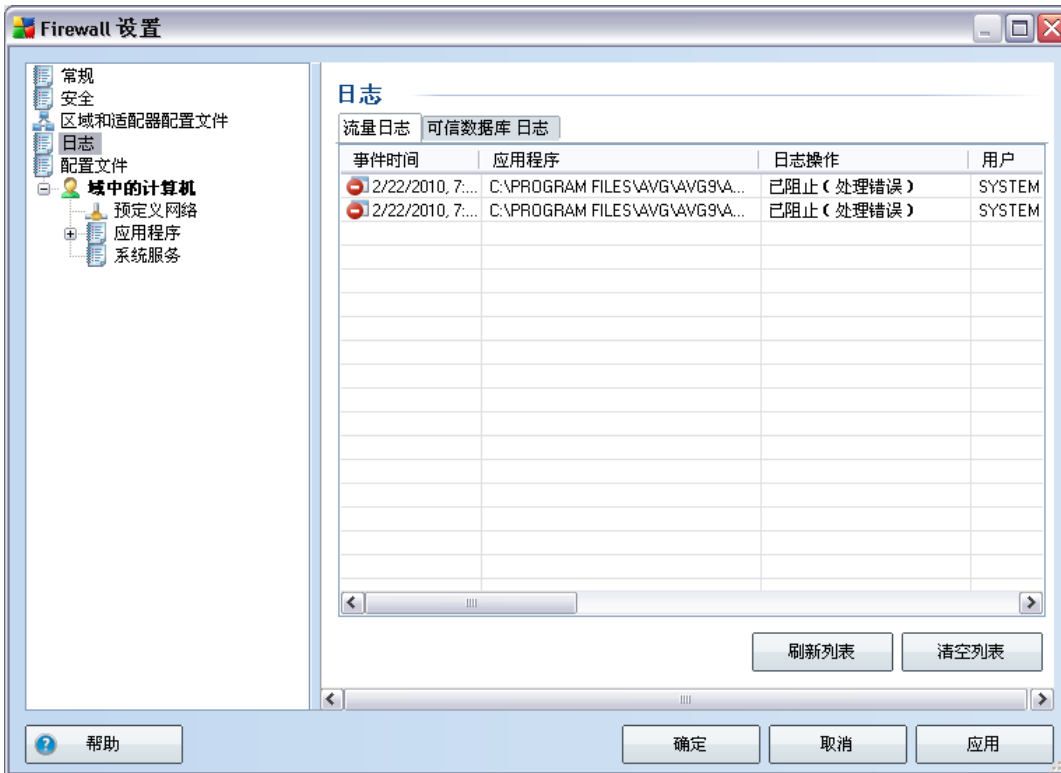 Firewall 设置
常规
安全
区域和适配器配置文件
日志
配置文件
域中的计算机
预定义网络
应用程序
系统服务
日志
流量日志 可信数据库 日志
事件时间 应用程序 日志操作 用户
2/22/2010, 7:... C:\PROGRAM FILES\AVG\AVG9\A... 已阻止 ( 处理错误 ) SYSTEM
2/22/2010, 7:... C:\PROGRAM FILES\AVG\AVG9\A... 已阻止 ( 处理错误 ) SYSTEM
刷新列表 清空列表
帮助 确定 取消 应用